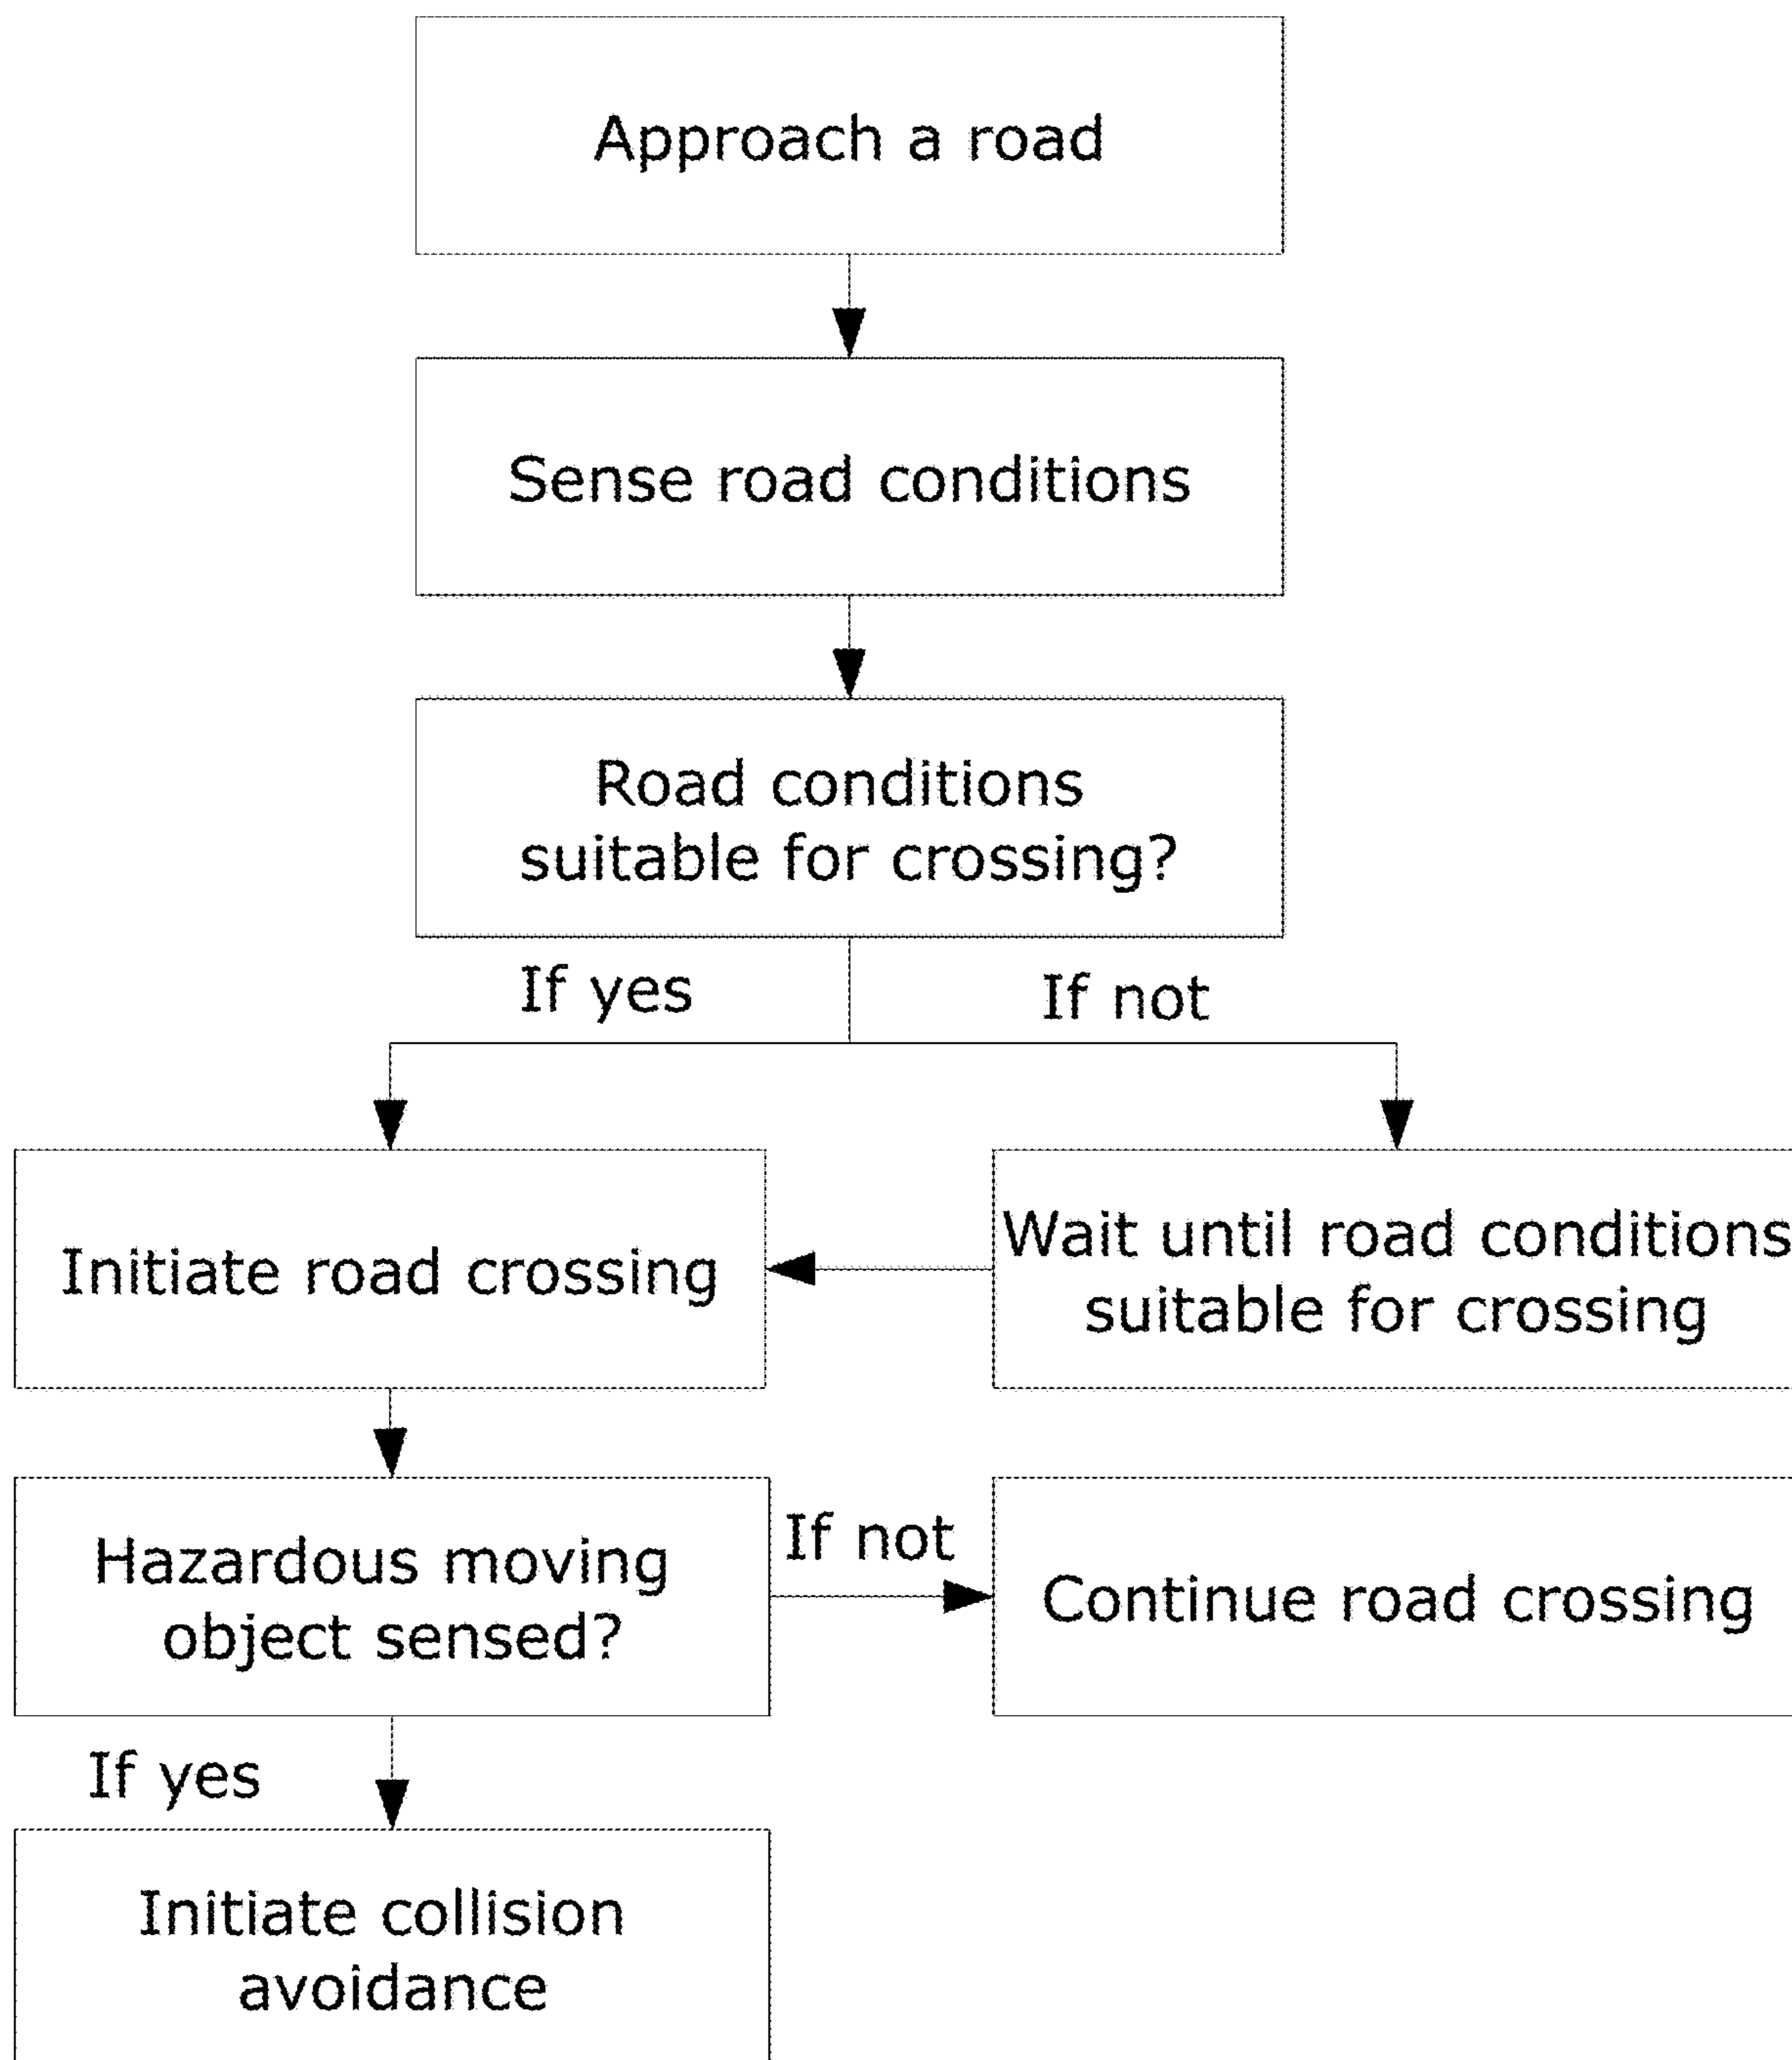 Approach a road
Sense road conditions
Road conditions
suitable for crossing?
If yes
If not
Initiate road crossing
Wait until road conditions
suitable for crossing
Hazardous moving
object sensed?
If not
Continue road crossing
If yes
Initiate collision
avoidance